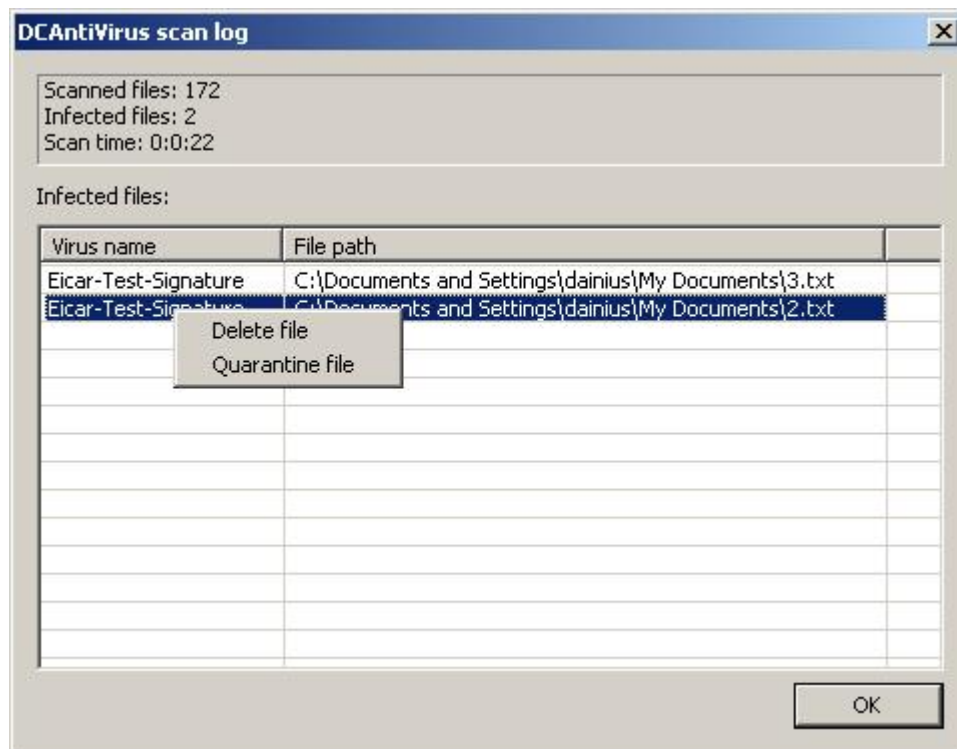 DCAntiVirus scan log
Scanned files: 172
Infected files: 2
Scan time: 0:0:22
Infected files:
Virus name File path
Eicar-Test-Signature C:\Documents and Settings\dainius\My Documents\3.txt
Eicar-Test-Signature C:\Documents and Settings\dainius\My Documents\2.txt
Delete file
Quarantine file
OK